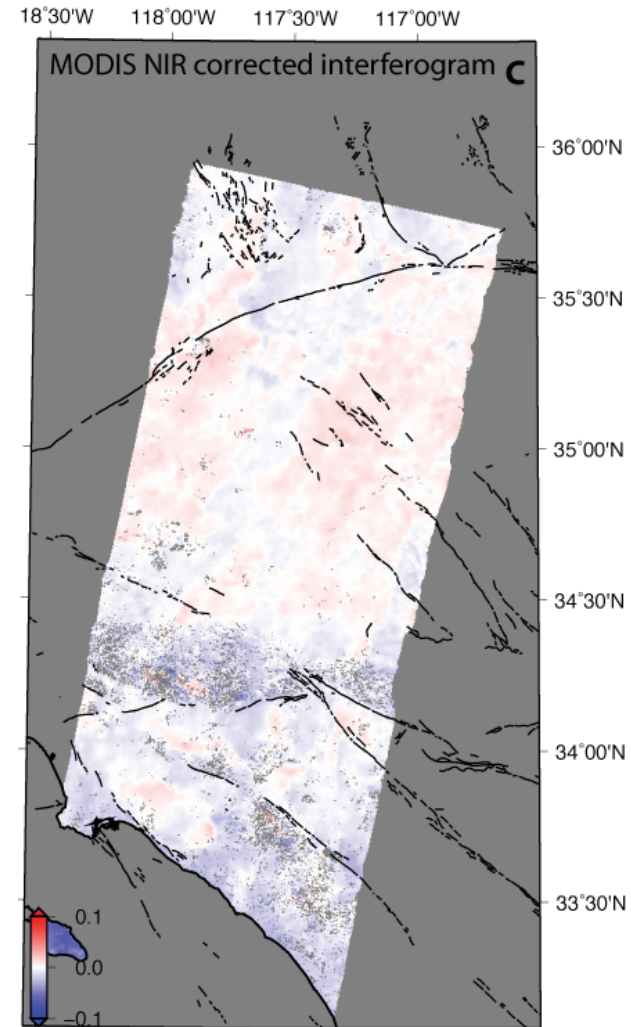 18˚30'W 118˚00'W 117˚30'W 117˚00'W
MODIS NIR corrected interferogram C
36˚00'N
35˚30'N
35˚00'N
34˚30'N
34˚00'N
33˚30'N
0.1
0.0
−0.1